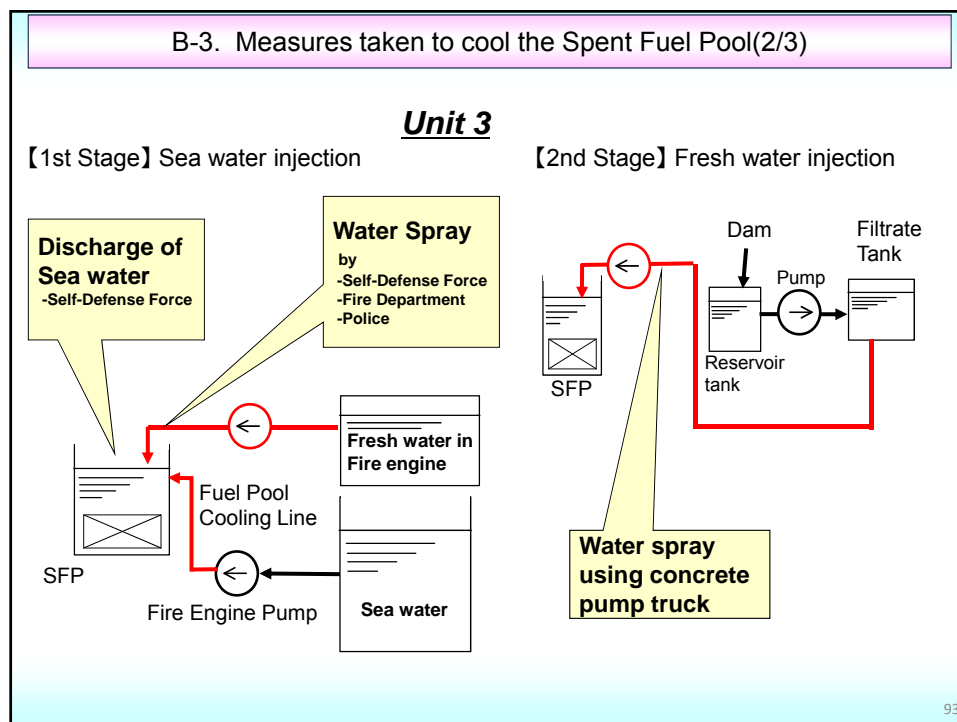 B-3.  Measures taken to cool the Spent Fuel Pool(2/3)
Unit 3
【1st Stage】 Sea water injection
Discharge of
Sea water
-Self-Defense Force
Water Spray
by
-Self-Defense Force
-Fire Department
-Police
Fresh water in
Fire engine
Fuel Pool
Cooling Line
SFP
Fire Engine Pump
Sea water
【2nd Stage】 Fresh water injection
Dam
Filtrate
Tank
Pump
Reservoir
tank
SFP
Water spray
using concrete
pump truck
93